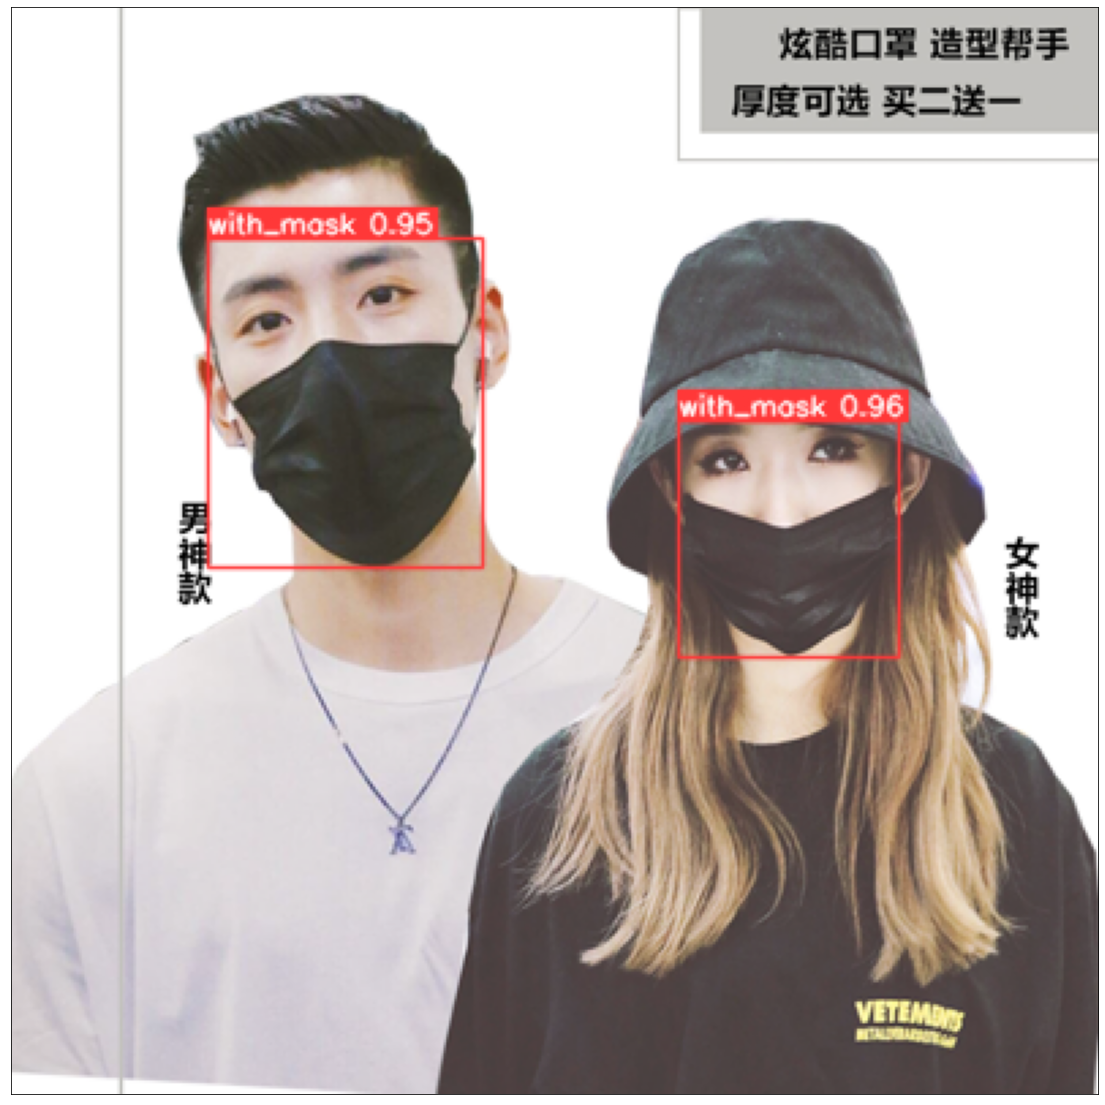 炫酷口罩 造型帮手
厚度可选 买二送一
with_mask 0.95
with_mask 0.96
男神款
女神款
VETEMENTS